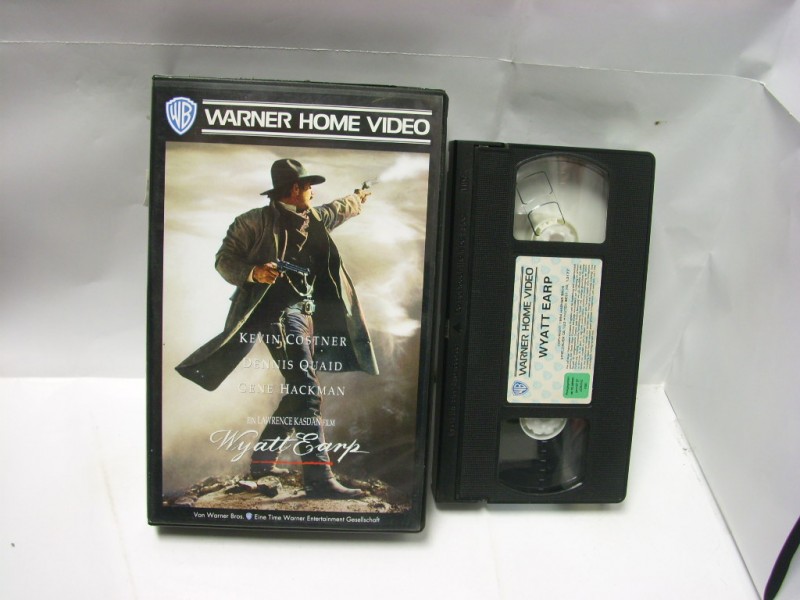 WB WARNER HOME VIDEO
KEVIN COSTNER
DENNIS QUAID
GENE HACKMAN
LAWRENCE KASDAN FILM
Wyatt Earp
Von Warner Bros. WB Eine Time Warner Entertainment Gesellschaft
WARNER HOME VIDEO
WYATT EARP